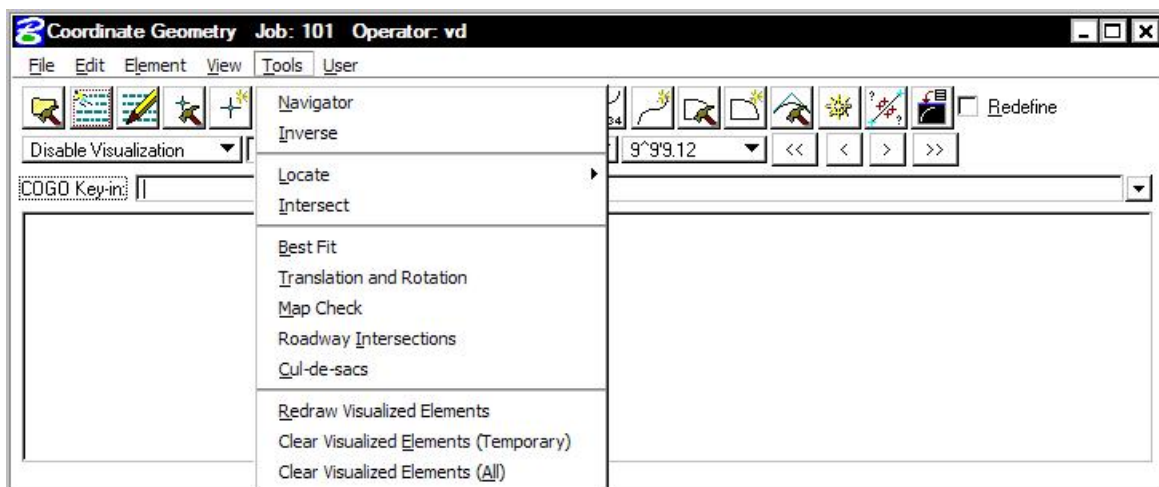 Coordinate Geometry Job: 101 Operator: vd
File Edit Element View Tools User
Redefine
Disable Visualization
9^9'9.12
<< < > >>
COGO Key-in:
Navigator
Inverse
Locate
Intersect
Best Fit
Translation and Rotation
Map Check
Roadway Intersections
Cul-de-sacs
Redraw Visualized Elements
Clear Visualized Elements (Temporary)
Clear Visualized Elements (All)